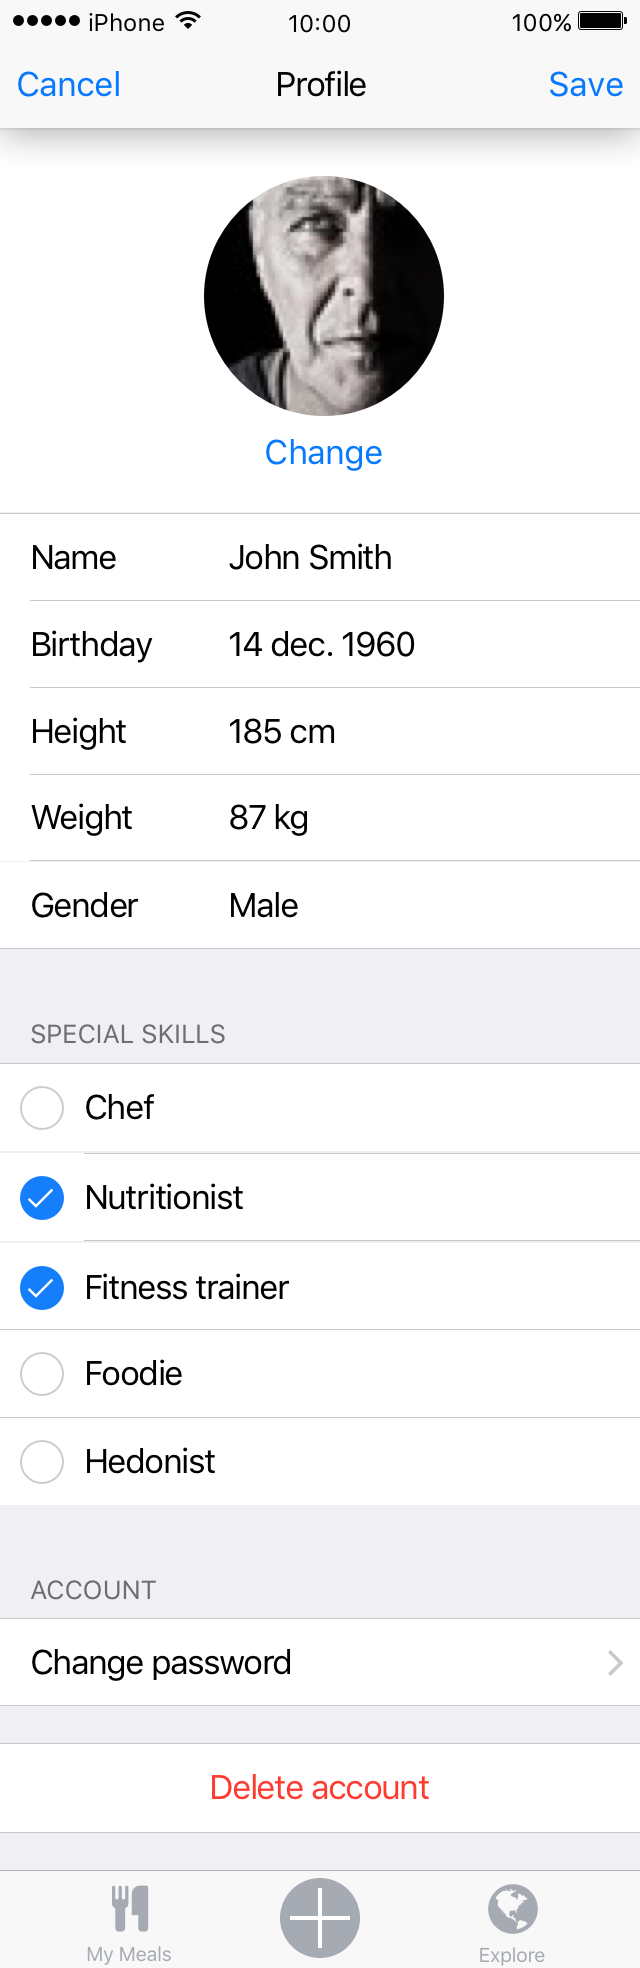 iPhone 10:00 100%
Cancel Profile Save
Change
Name John Smith
Birthday 14 dec. 1960
Height 185 cm
Weight 87 kg
Gender Male
SPECIAL SKILLS
Chef
Nutritionist
Fitness trainer
Foodie
Hedonist
ACCOUNT
Change password
Delete account
My Meals Explore